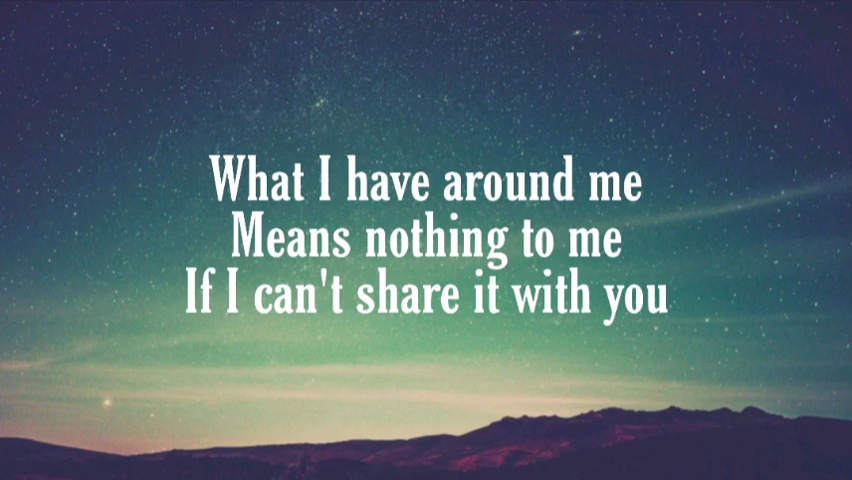 What I have around me
Means nothing to me
If I can't share it with you